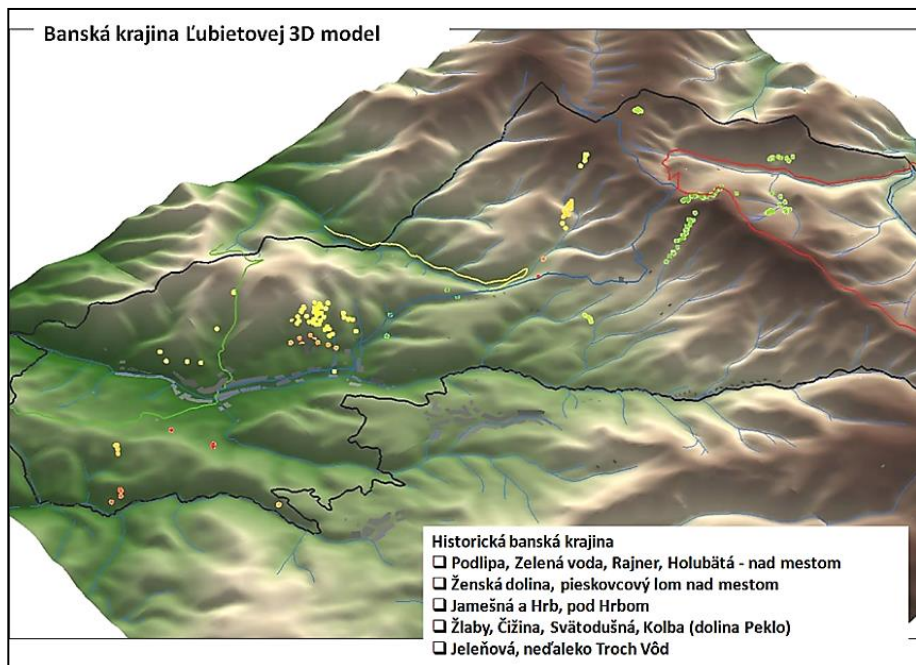 Banská krajina Ľubietovej 3D model
Historická banská krajina
❑ Podlipa, Zelená voda, Rajner, Holubätá - nad mestom
❑ Ženská dolina, pieskovcový lom nad mestom
❑ Jamešná a Hrb, pod Hrbom
❑ Žlaby, Čižina, Svätodušná, Kolba (dolina Peklo)
❑ Jeleňová, neďaleko Troch Vôd